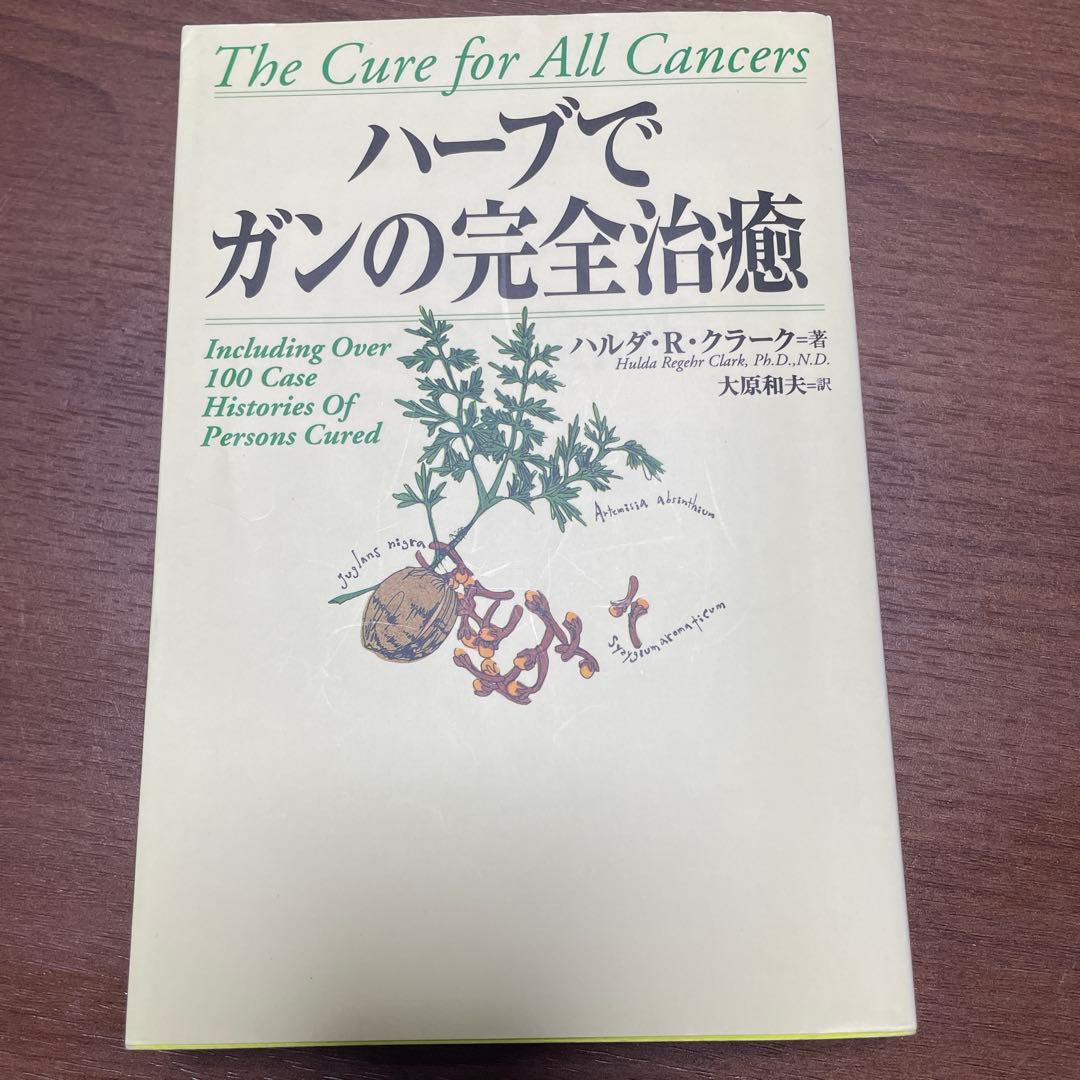 The Cure for All Cancers
ハーブで
ガンの完全治癒
Including Over
100 Case
Histories Of
Persons Cured
ハルダ・R・クラーク=著
Hulda Regehr Clark, Ph.D.,N.D.
大原和夫=訳
Artemisia absinthium
Juglans nigra
Syzygeumaromaticum